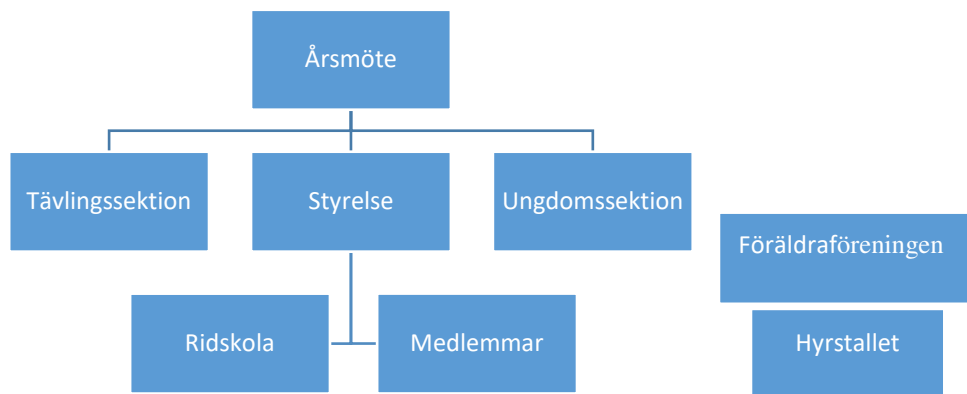 Årsmöte
Tävlingssektion
Styrelse
Ungdomssektion
Föräldraföreningen
Ridskola
Medlemmar
Hyrstallet